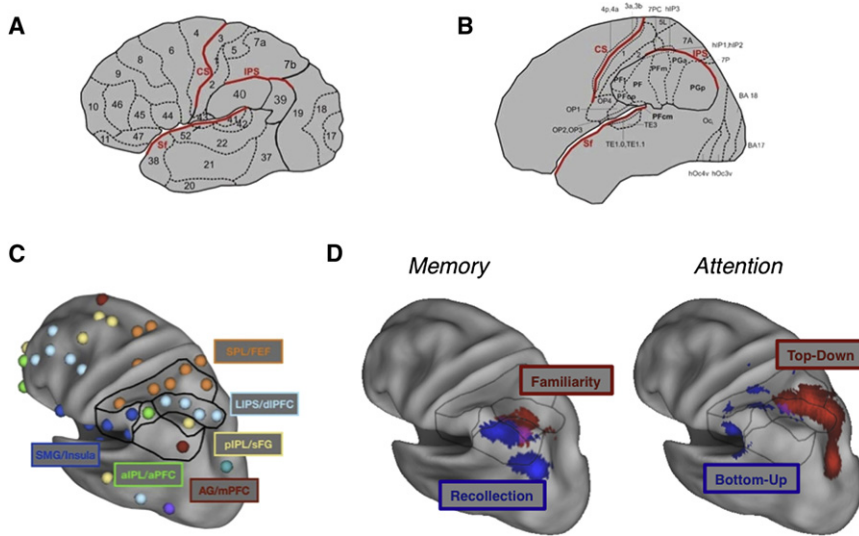 A
B
4
3
6
8
9
10
46
45
44
47
11
CS
1
2
5
7a
7b
IPS
40
39
41
42
52
Sf
22
21
20
38
37
19
18
17
4p,4a
3a,3b
7PC
hIP3
5L
CS
1
2
7A
hIP1,hIP2
IPS
7P
PFt
PF
PFm
PGa
PGp
PFop
PFcm
OP4
OP1
OP2,OP3
Sf
TE3
TE1.0,TE1.1
BA 18
BA17
hOc4v
hOc3v
C
SPL/FEF
LIPS/dlPFC
pIPL/sFG
SMG/Insula
aIPL/aPFC
AG/mPFC
D
Memory
Attention
Familiarity
Recollection
Top-Down
Bottom-Up